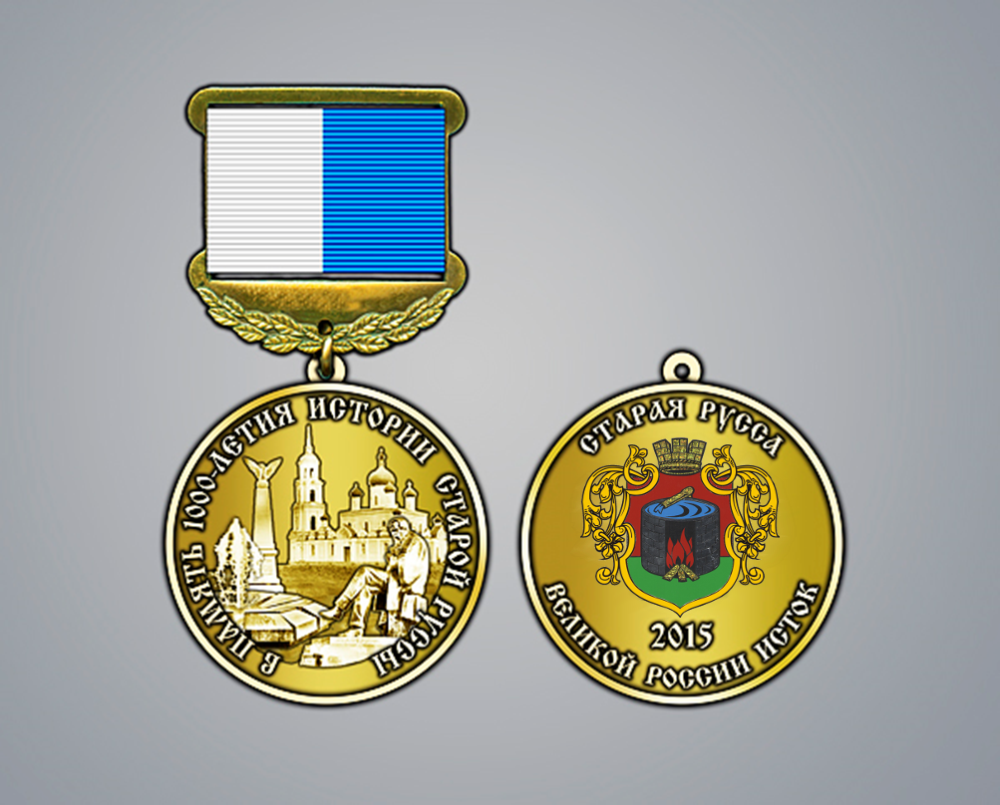 В ПАМЯТЬ 1000-ЛЕТИЯ ИСТОРИИ СТАРОЙ РУССЫ
СТАРАЯ РУССА
2015
ВЕЛИКОЙ РОССИИ ИСТОК